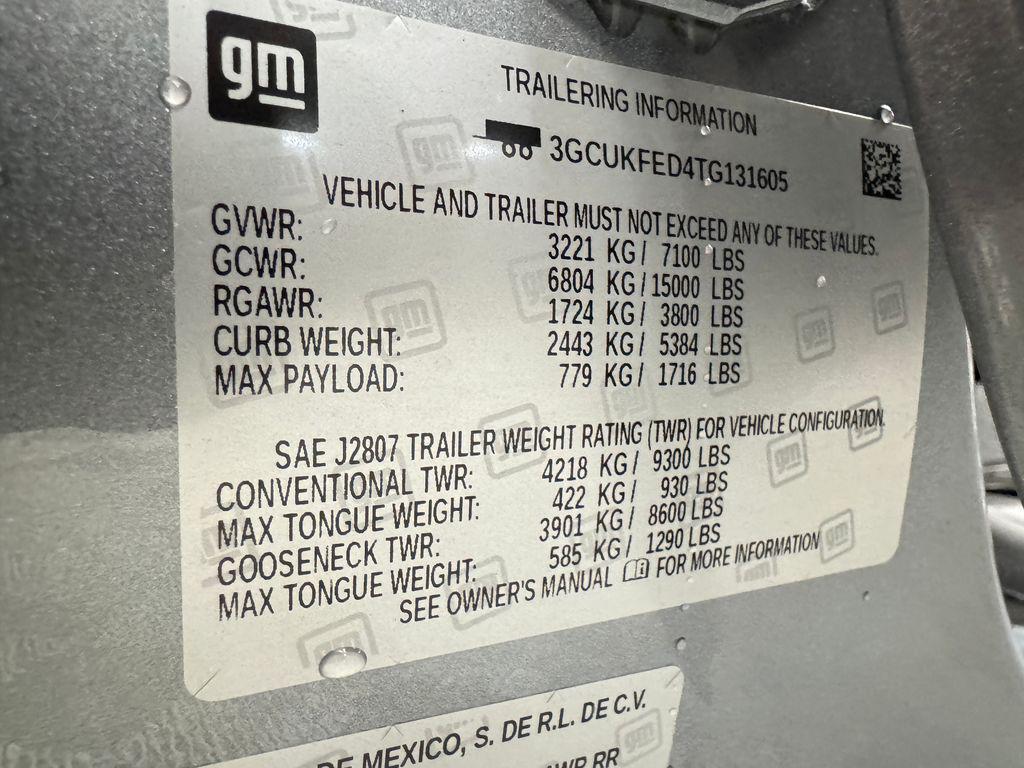 gm
TRAILERING INFORMATION
3GCUKFED4TG131605
VEHICLE AND TRAILER MUST NOT EXCEED ANY OF THESE VALUES.
GVWR: 3221 KG/ 7100 LBS
GCWR: 6804 KG/15000 LBS
RGAWR: 1724 KG/ 3800 LBS
CURB WEIGHT: 2443 KG/ 5384 LBS
MAX PAYLOAD: 779 KG/ 1716 LBS
SAE J2807 TRAILER WEIGHT RATING (TWR) FOR VEHICLE CONFIGURATION.
CONVENTIONAL TWR: 4218 KG/ 9300 LBS
MAX TONGUE WEIGHT: 422 KG/ 930 LBS
GOOSENECK TWR: 3901 KG/ 8600 LBS
MAX TONGUE WEIGHT: 585 KG/ 1290 LBS
SEE OWNER'S MANUAL FOR MORE INFORMATION
DE MEXICO, S. DE R.L. DE C.V.
RR